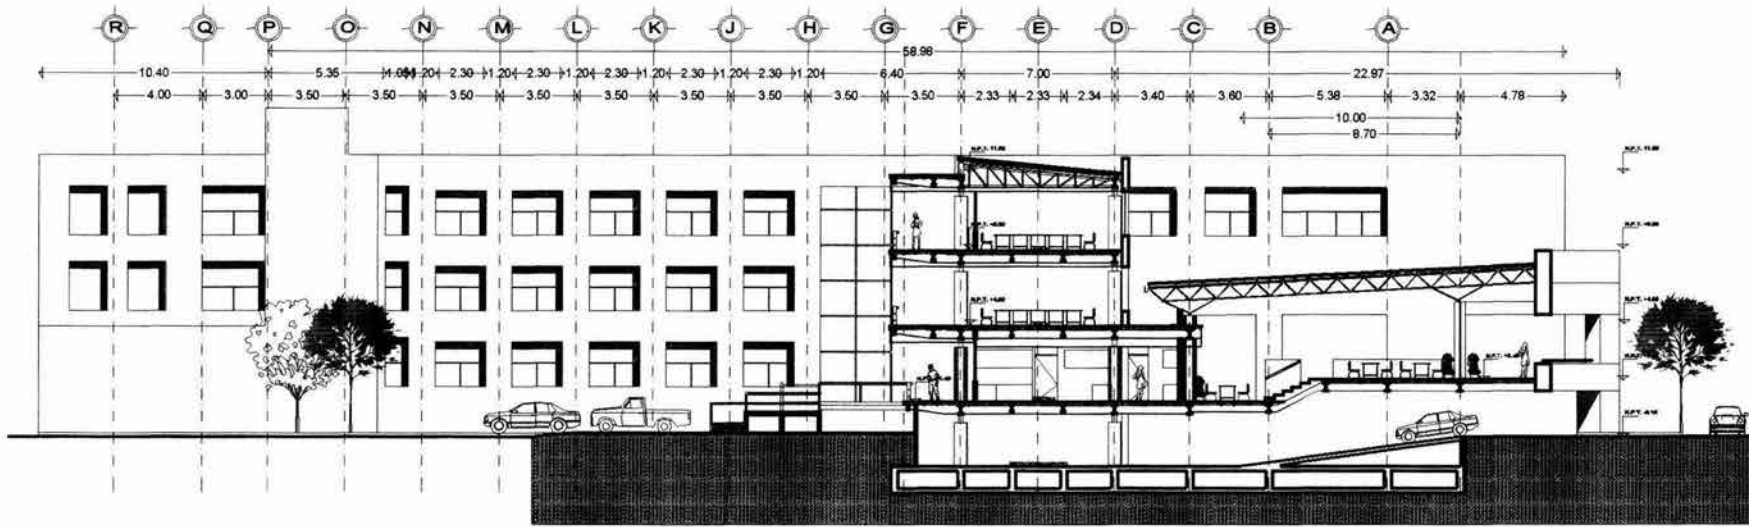 R Q P O N M L K J H G F E D C B A
58.98
10.40 5.35 1.05 1.20 2.30 1.20 2.30 1.20 2.30 1.20 2.30 1.20 2.30 1.20 6.40 7.00 22.97
4.00 3.00 3.50 3.50 3.50 3.50 3.50 3.50 3.50 3.50 3.50 2.33 2.33 2.34 3.40 3.60 5.38 3.32 4.78
10.00
8.70
N.P.T.
N.P.T.
N.P.T.
N.P.T.
N.P.T.